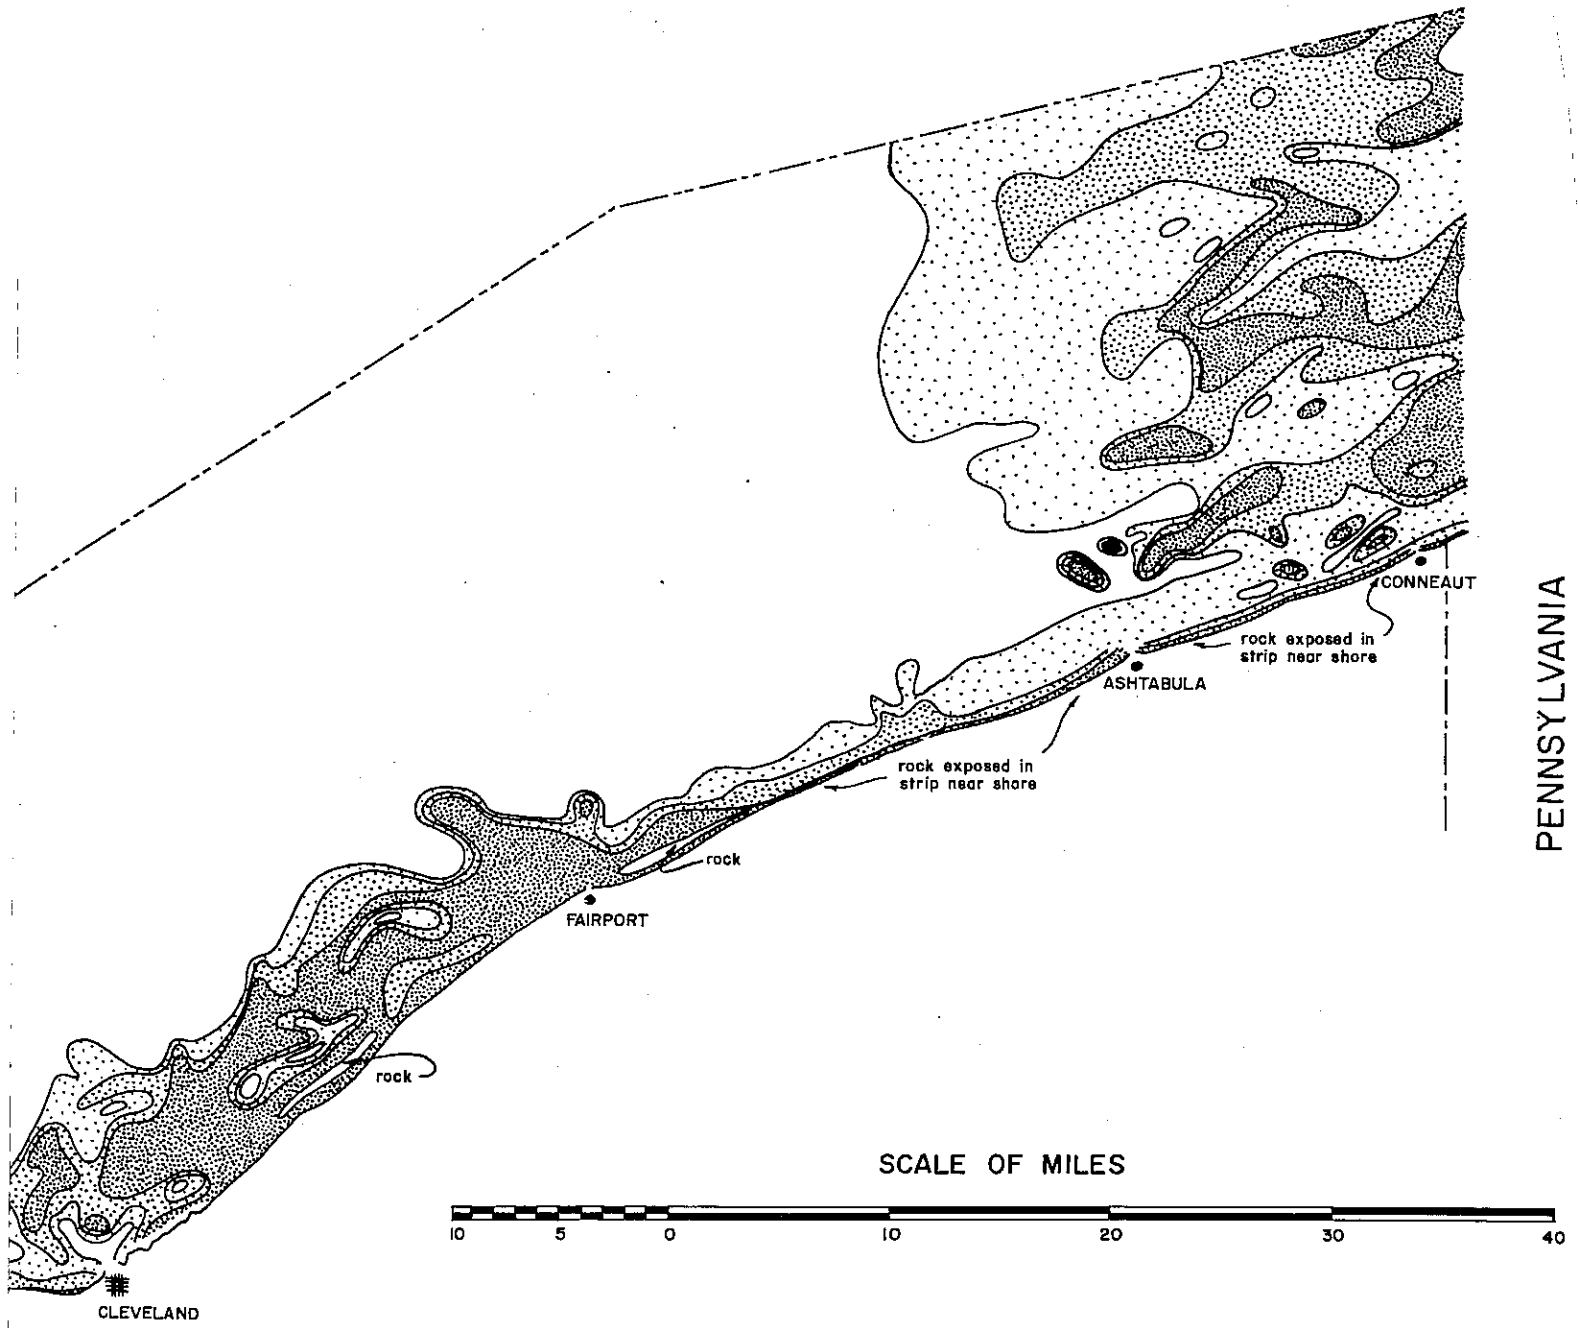 CONNEAUT
rock exposed in
strip near shore
ASHTABULA
PENNSYLVANIA
rock exposed in
strip near shore
rock
FAIRPORT
rock
SCALE OF MILES
10 5 0 10 20 30 40
CLEVELAND